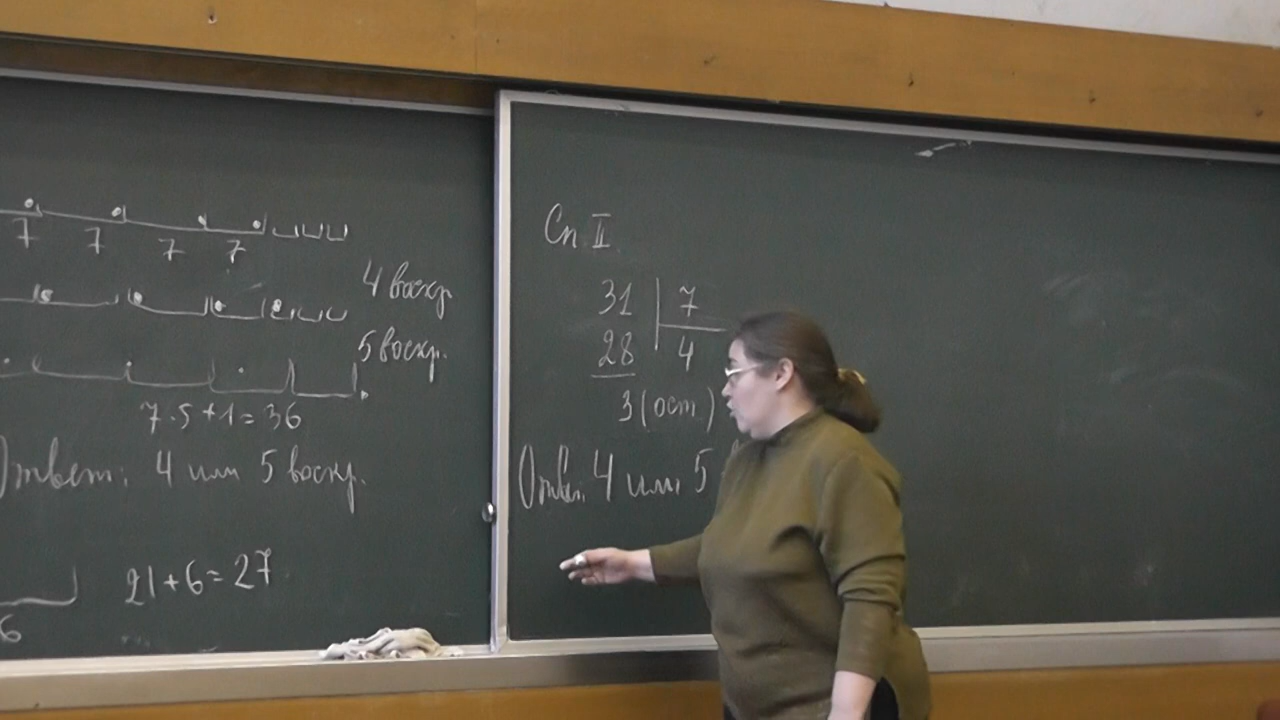 7 7 7 7
4 воскр
5 воскр.
7·5+1=36
Ответ: 4 или 5 воскр.
21+6=27
6
Сп. II
31 7
28 4
3 (ост)
Отв.: 4 или 5